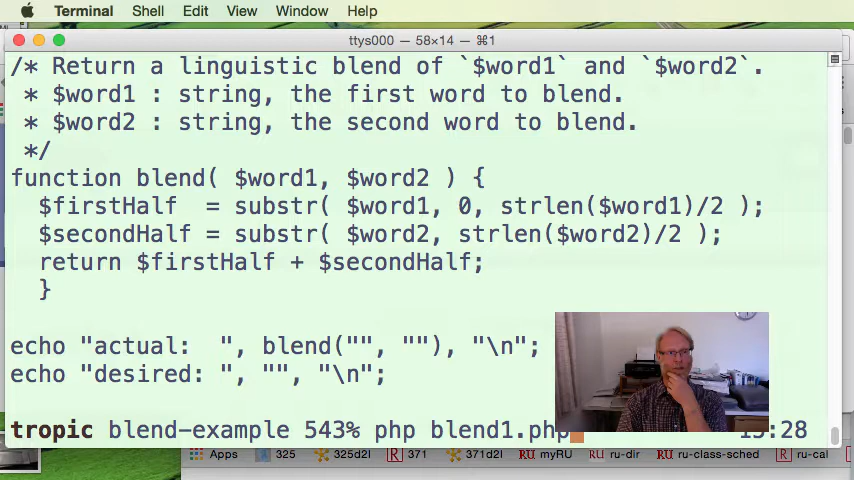 Terminal Shell Edit View Window Help
ttys000 — 58×14 — ⌘1
/* Return a linguistic blend of `$word1` and `$word2`.
 * $word1 : string, the first word to blend.
 * $word2 : string, the second word to blend.
 */
function blend( $word1, $word2 ) {
  $firstHalf  = substr( $word1, 0, strlen($word1)/2 );
  $secondHalf = substr( $word2, strlen($word2)/2 );
  return $firstHalf + $secondHalf;
  }
echo "actual:  ", blend("", ""), "\n";
echo "desired: ", "", "\n";
tropic blend-example 543% php blend1.php
Apps 325 325d2l R 371 371d2l RU myRU RU ru-dir RU ru-class-sched RU ru-cal